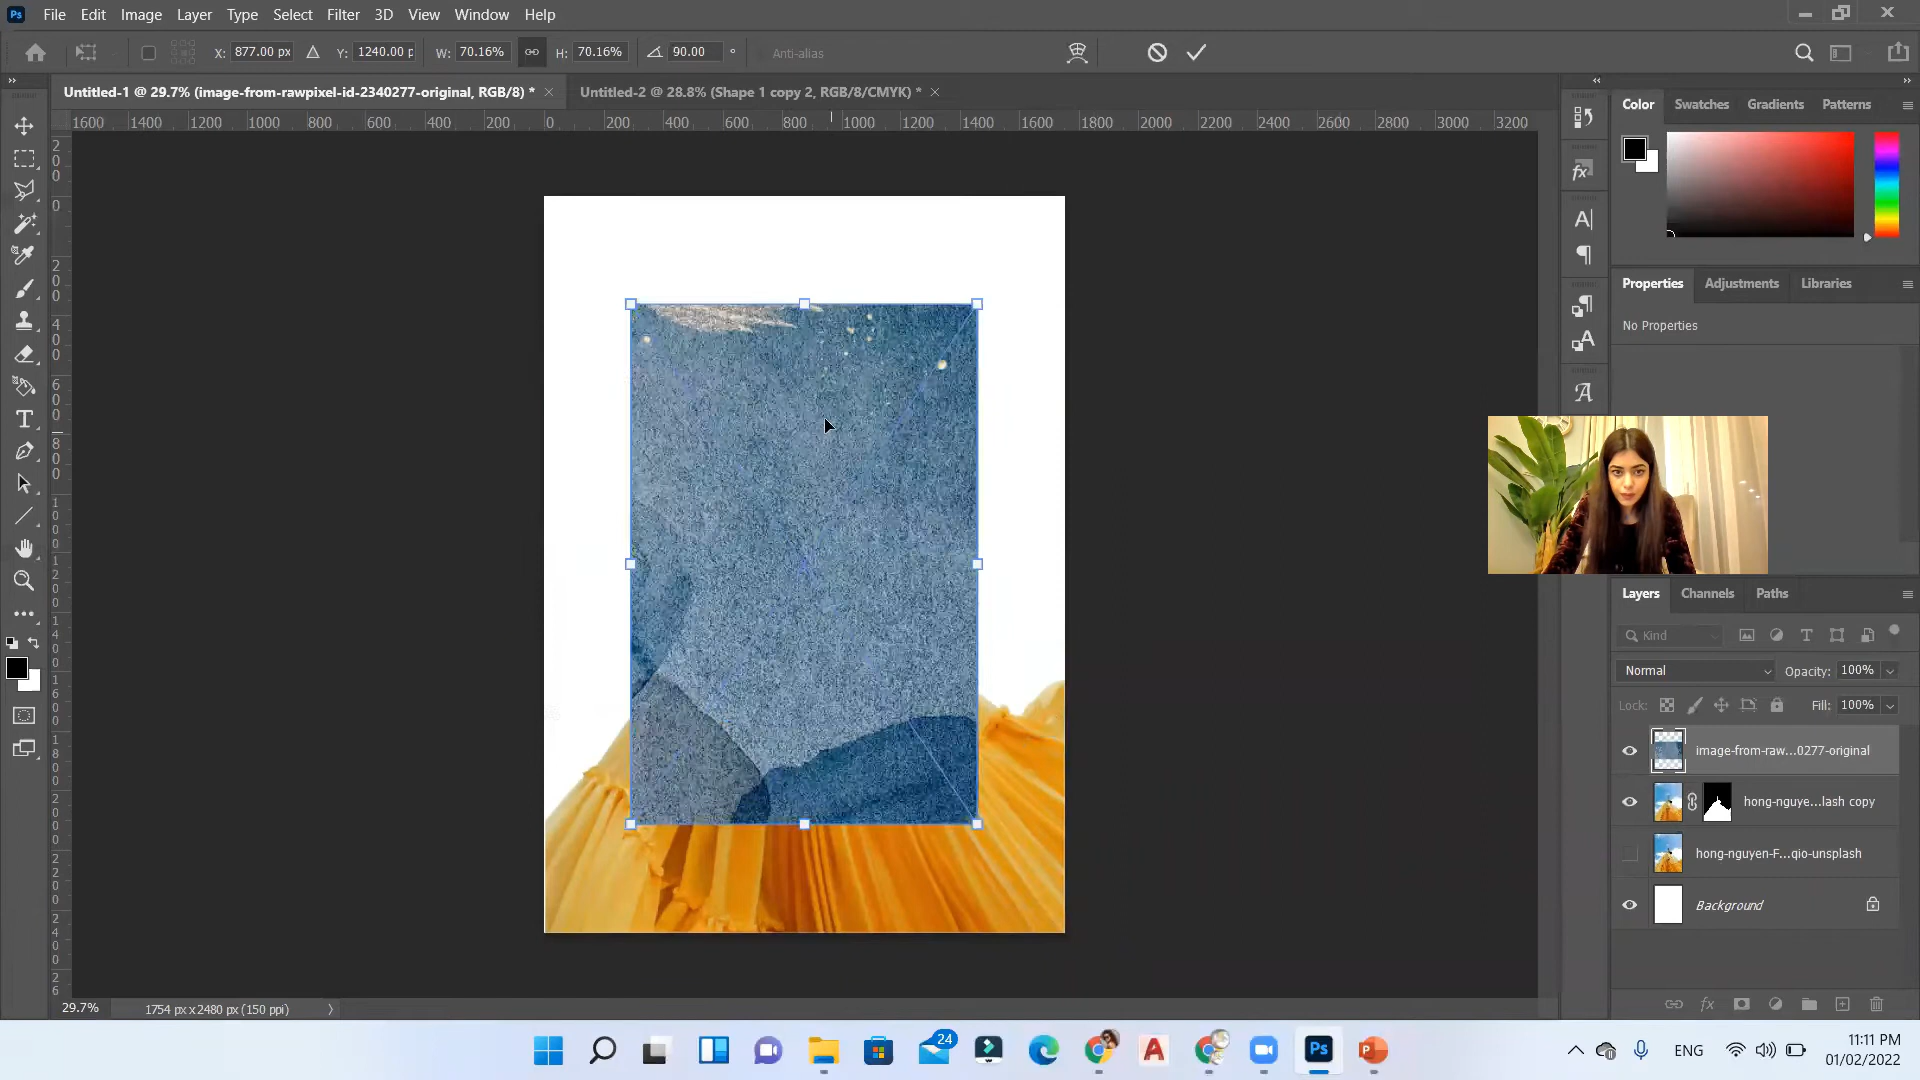 Ps File Edit Image Layer Type Select Filter 3D View Window Help
X: 877.00 px Y: 1240.00 p W: 70.16% H: 70.16% 90.00 ° Anti-alias
Untitled-1 @ 29.7% (image-from-rawpixel-id-2340277-original, RGB/8) * × Untitled-2 @ 28.8% (Shape 1 copy 2, RGB/8/CMYK) * ×
1600 1400 1200 1000 800 600 400 200 0 200 400 600 800 1000 1200 1400 1600 1800 2000 2200 2400 2600 2800 3000 3200
Color Swatches Gradients Patterns
Properties Adjustments Libraries
No Properties
Layers Channels Paths
Kind
Normal Opacity: 100%
Lock: Fill: 100%
image-from-raw...0277-original
hong-nguye...lash copy
hong-nguyen-F...qio-unsplash
Background
29.7% 1754 px x 2480 px (150 ppi)
24
Ps
ENG
11:11 PM
01/02/2022